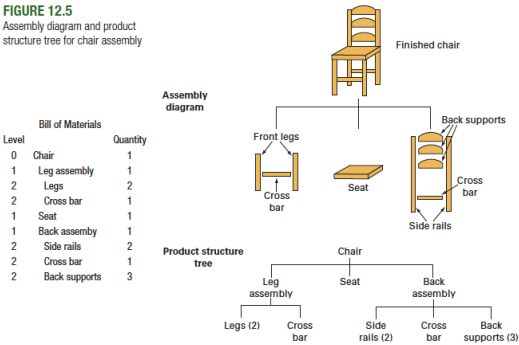 FIGURE 12.5
Assembly diagram and product
structure tree for chair assembly
Finished chair
Assembly
diagram
Bill of Materials
Level Quantity
0 Chair 1
1 Leg assembly 1
2 Legs 2
2 Cross bar 1
1 Seat 1
1 Back assemby 1
2 Side rails 2
2 Cross bar 1
2 Back supports 3
Front legs
Cross
bar
Seat
Back supports
Cross
bar
Side rails
Product structure
tree
Chair
Leg
assembly
Seat
Back
assembly
Legs (2)
Cross
bar
Side
rails (2)
Cross
bar
Back
supports (3)